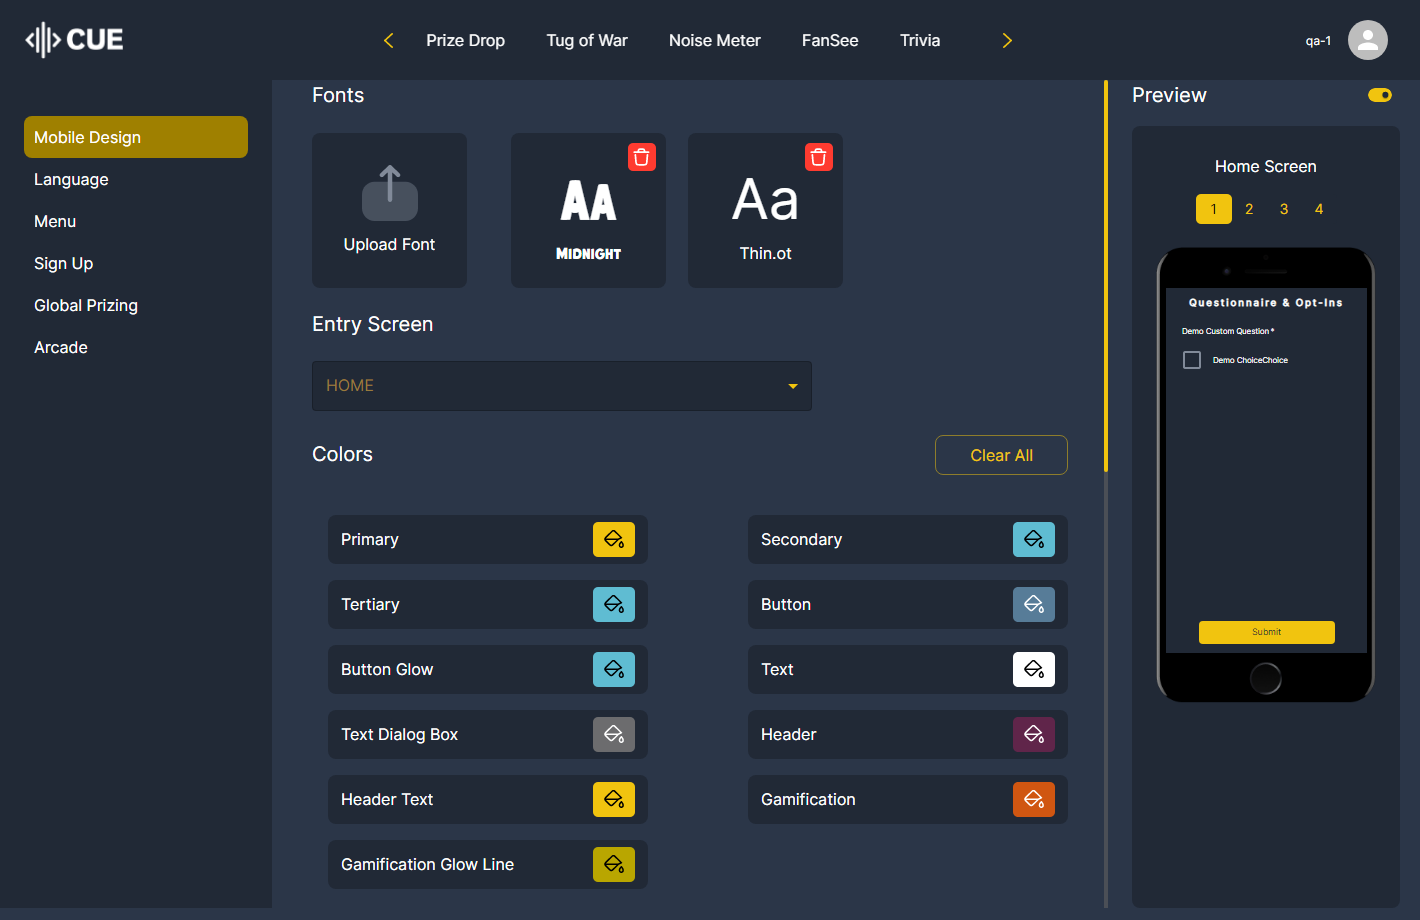 CUE
Prize Drop
Tug of War
Noise Meter
FanSee
Trivia
qa-1
Mobile Design
Language
Menu
Sign Up
Global Prizing
Arcade
Fonts
Upload Font
AA
MIDNIGHT
Aa
Thin.ot
Entry Screen
HOME
Colors
Clear All
Primary
Secondary
Tertiary
Button
Button Glow
Text
Text Dialog Box
Header
Header Text
Gamification
Gamification Glow Line
Preview
Home Screen
1 2 3 4
Questionnaire & Opt-Ins
Demo Custom Question *
Demo ChoiceChoice
Submit